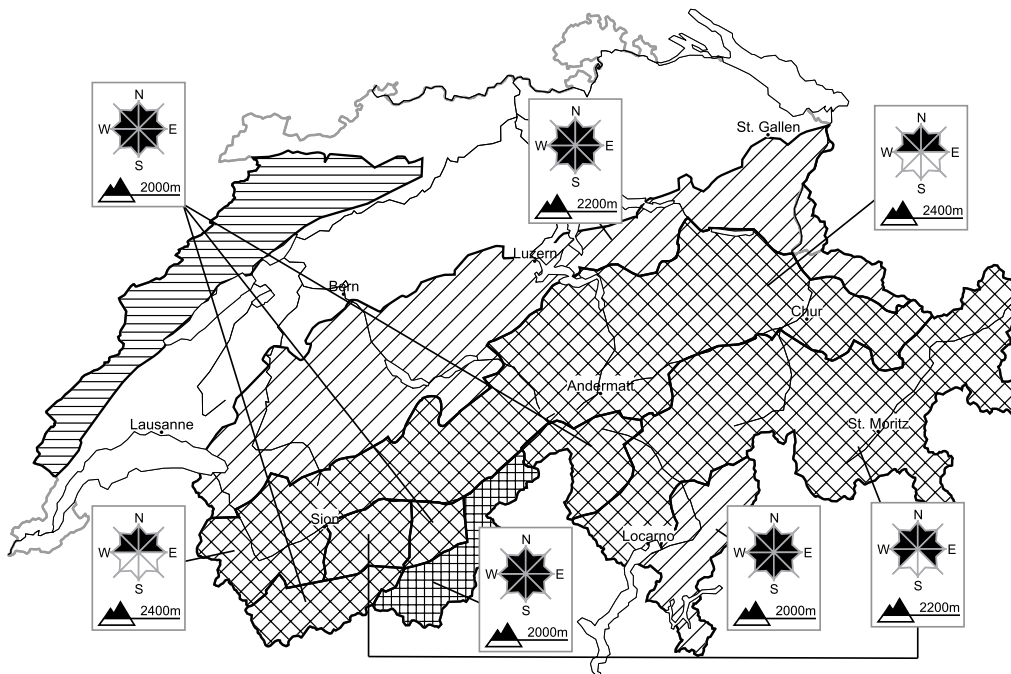 N
W E
S
2000m
N
W E
S
2200m
St. Gallen
N
W E
S
2400m
Luzern
Bern
Chur
Andermatt
Lausanne
St. Moritz
N
W E
S
2400m
Sion
N
W E
S
2000m
Locarno
N
W E
S
2000m
N
W E
S
2200m